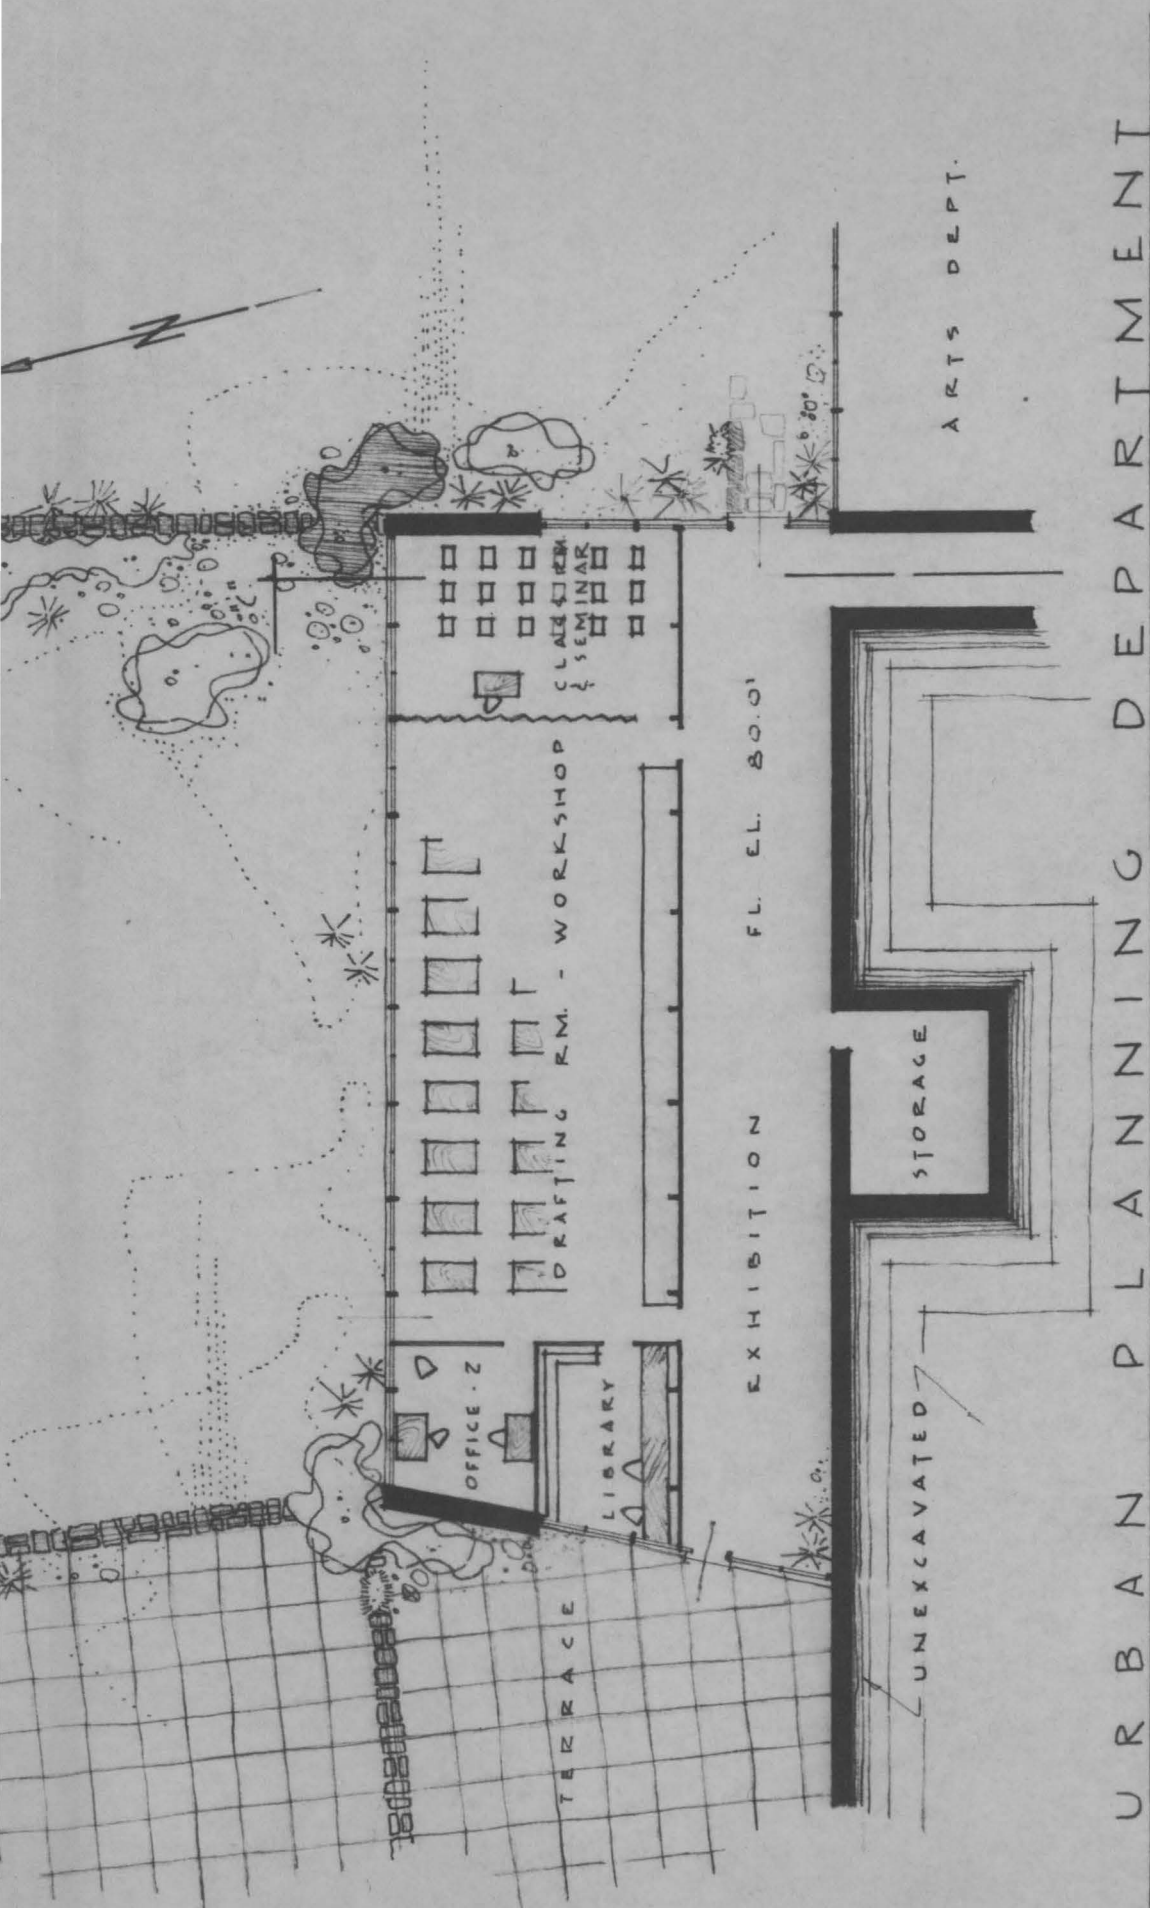 N
CLASSRM.
& SEMINAR
DRAFTING RM. - WORKSHOP
OFFICE-2
LIBRARY
TERRACE
EXHIBITION
FL. EL. 80.0'
STORAGE
UNEXCAVATED
ARTS DEPT.
URBAN PLANNING DEPARTMENT